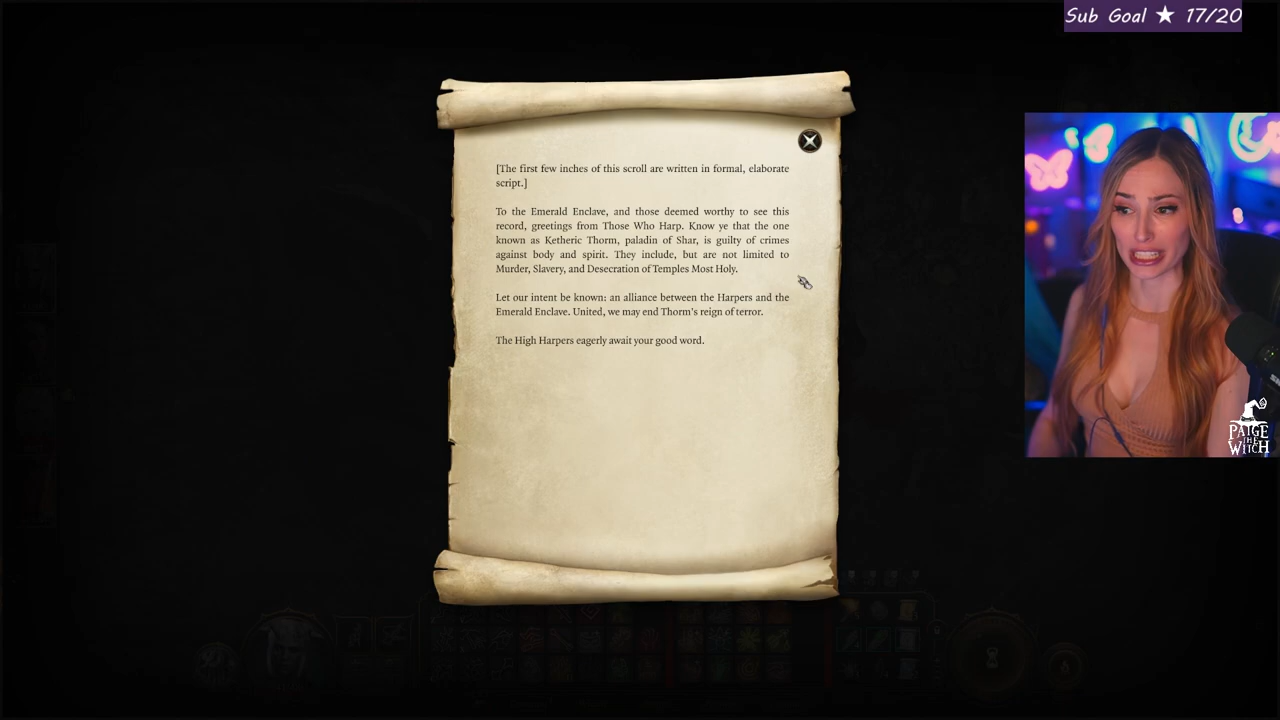 Sub Goal ★ 17/20
[The first few inches of this scroll are written in formal, elaborate
script.]
To the Emerald Enclave, and those deemed worthy to see this
record, greetings from Those Who Harp. Know ye that the one
known as Ketheric Thorm, paladin of Shar, is guilty of crimes
against body and spirit. They include, but are not limited to
Murder, Slavery, and Desecration of Temples Most Holy.
Let our intent be known: an alliance between the Harpers and the
Emerald Enclave. United, we may end Thorm's reign of terror.
The High Harpers eagerly await your good word.
PAIGE
THE
WITCH